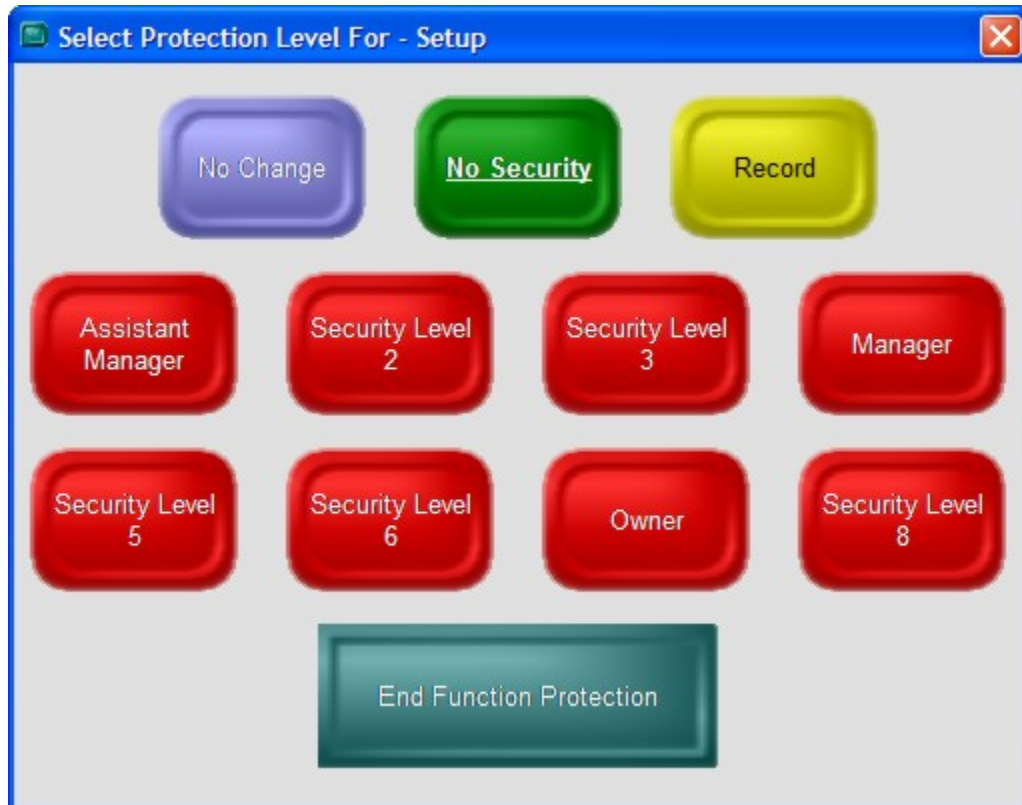 Select Protection Level For - Setup
No Change
No Security
Record
Assistant
Manager
Security Level
2
Security Level
3
Manager
Security Level
5
Security Level
6
Owner
Security Level
8
End Function Protection